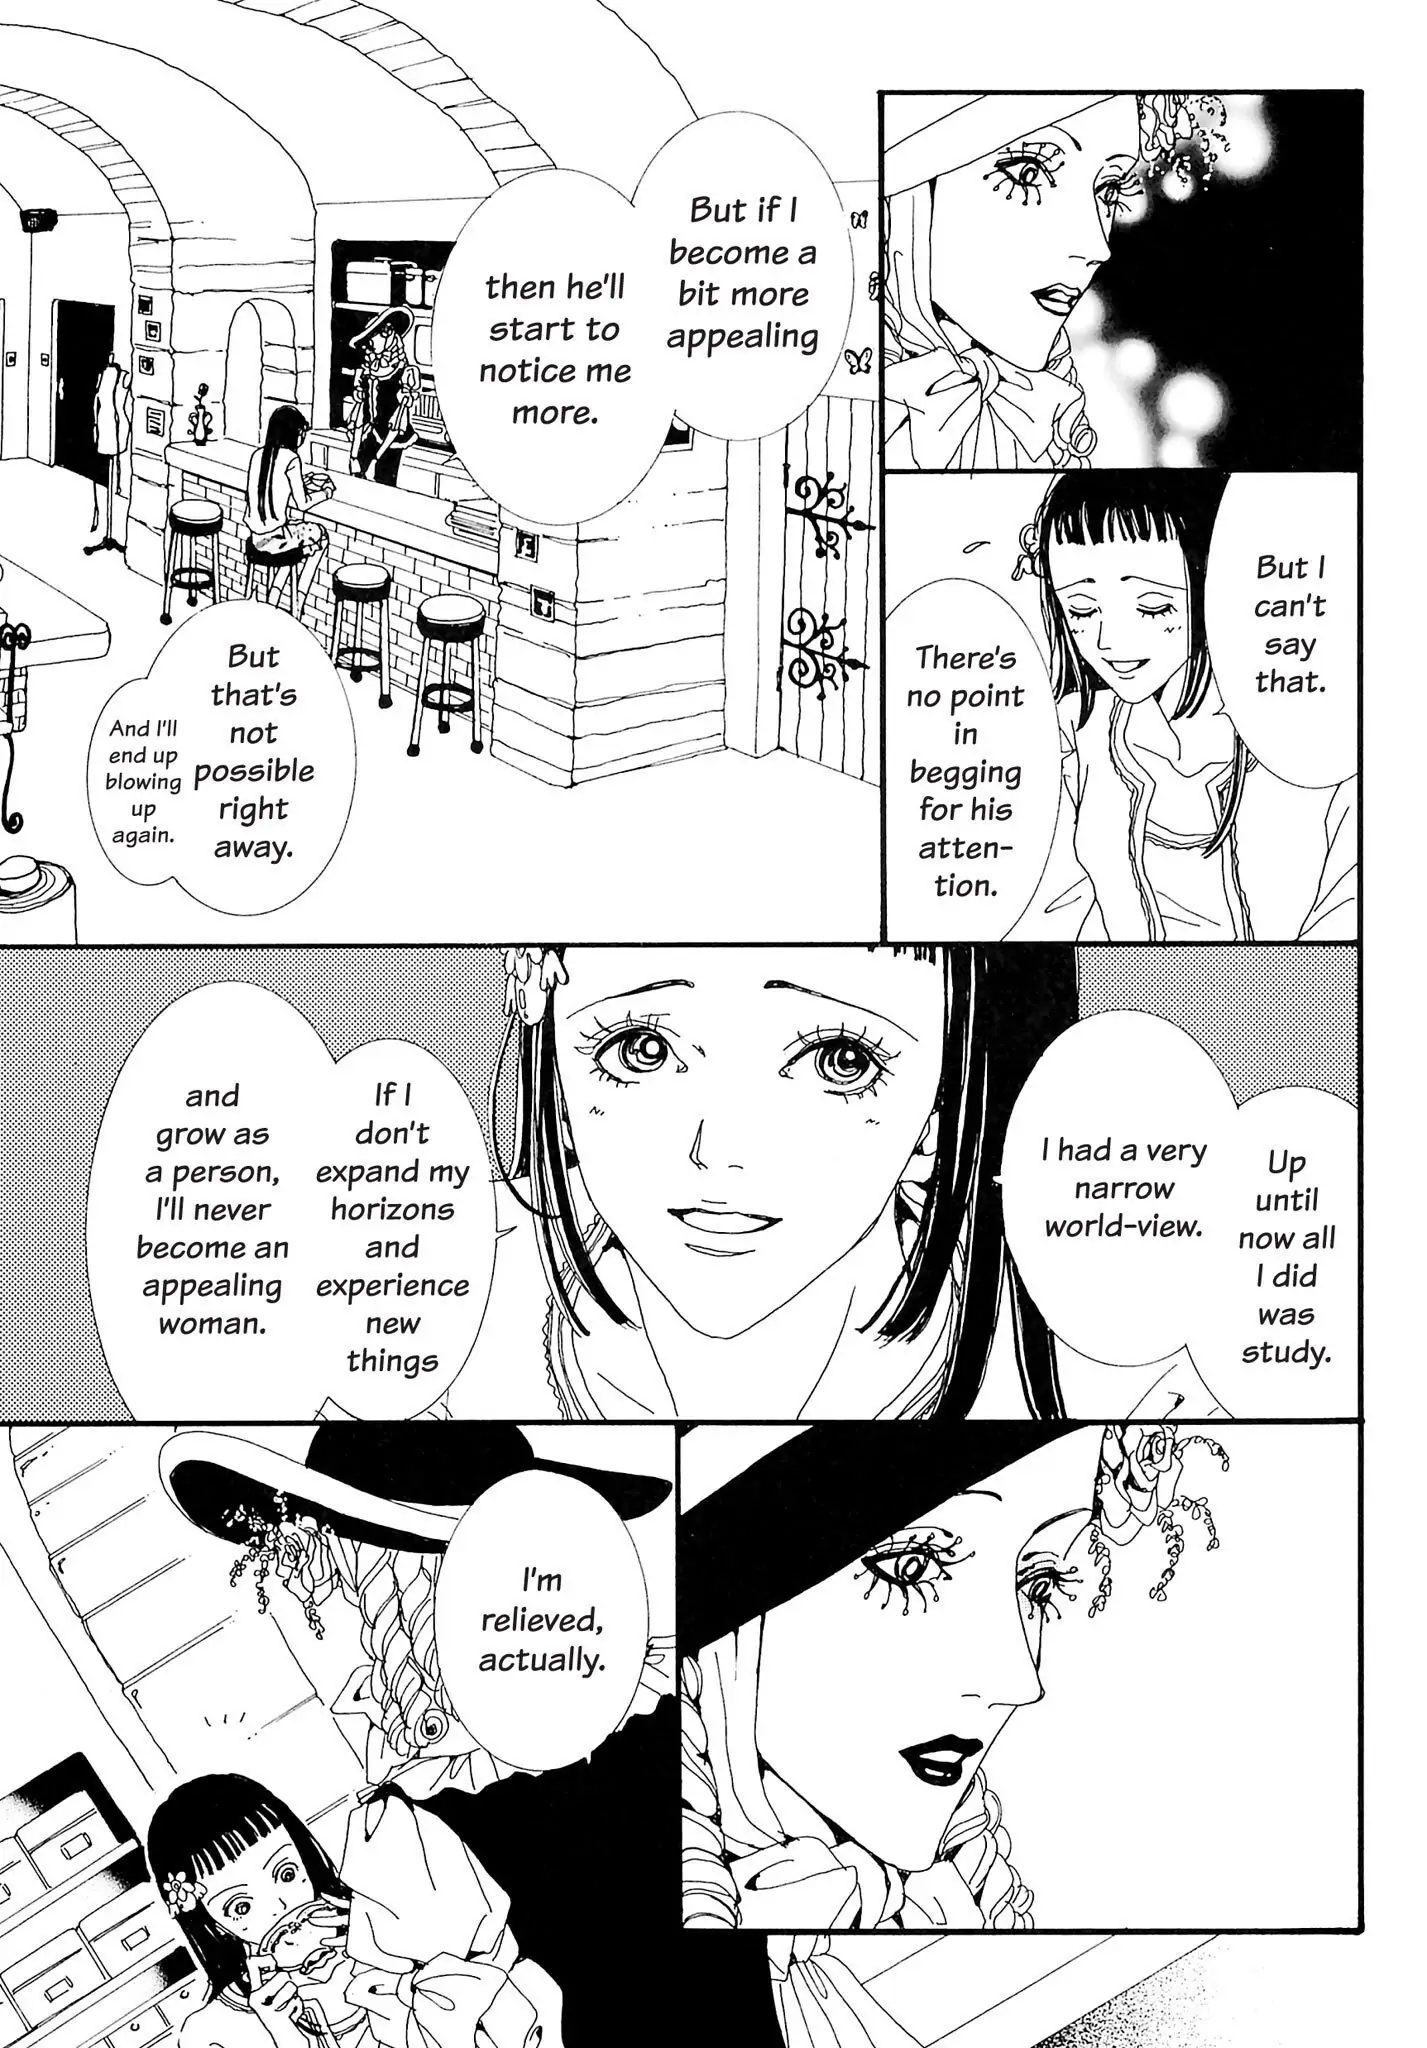 But I
can't
say
that.
There's
no point
in
begging
for his
atten-
tion.
But if I
become a
bit more
appealing
then he'll
start to
notice me
more.
But
that's
not
possible
right
away.
And I'll
end up
blowing
up
again.
Up
until
now all
I did
was
study.
I had a very
narrow
world-view.
If I
don't
expand my
horizons
and
experience
new
things
and
grow as
a person,
I'll never
become an
appealing
woman.
I'm
relieved,
actually.